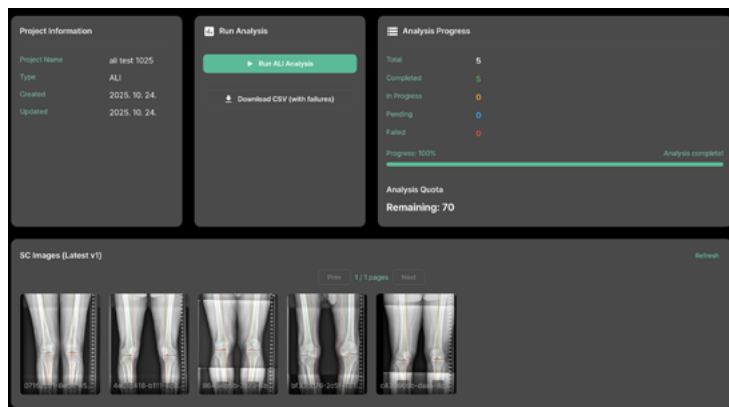 Project Information
Project Name ali test 1025
Type ALI
Created 2025. 10. 24.
Updated 2025. 10. 24.
Run Analysis
Run ALI Analysis
Download CSV (with failures)
Analysis Progress
Total 5
Completed 5
In Progress 0
Pending 0
Failed 0
Progress: 100% Analysis complete!
Analysis Quota
Remaining: 70
SC Images (Latest v1)
Refresh
Prev 1 / 1 pages Next